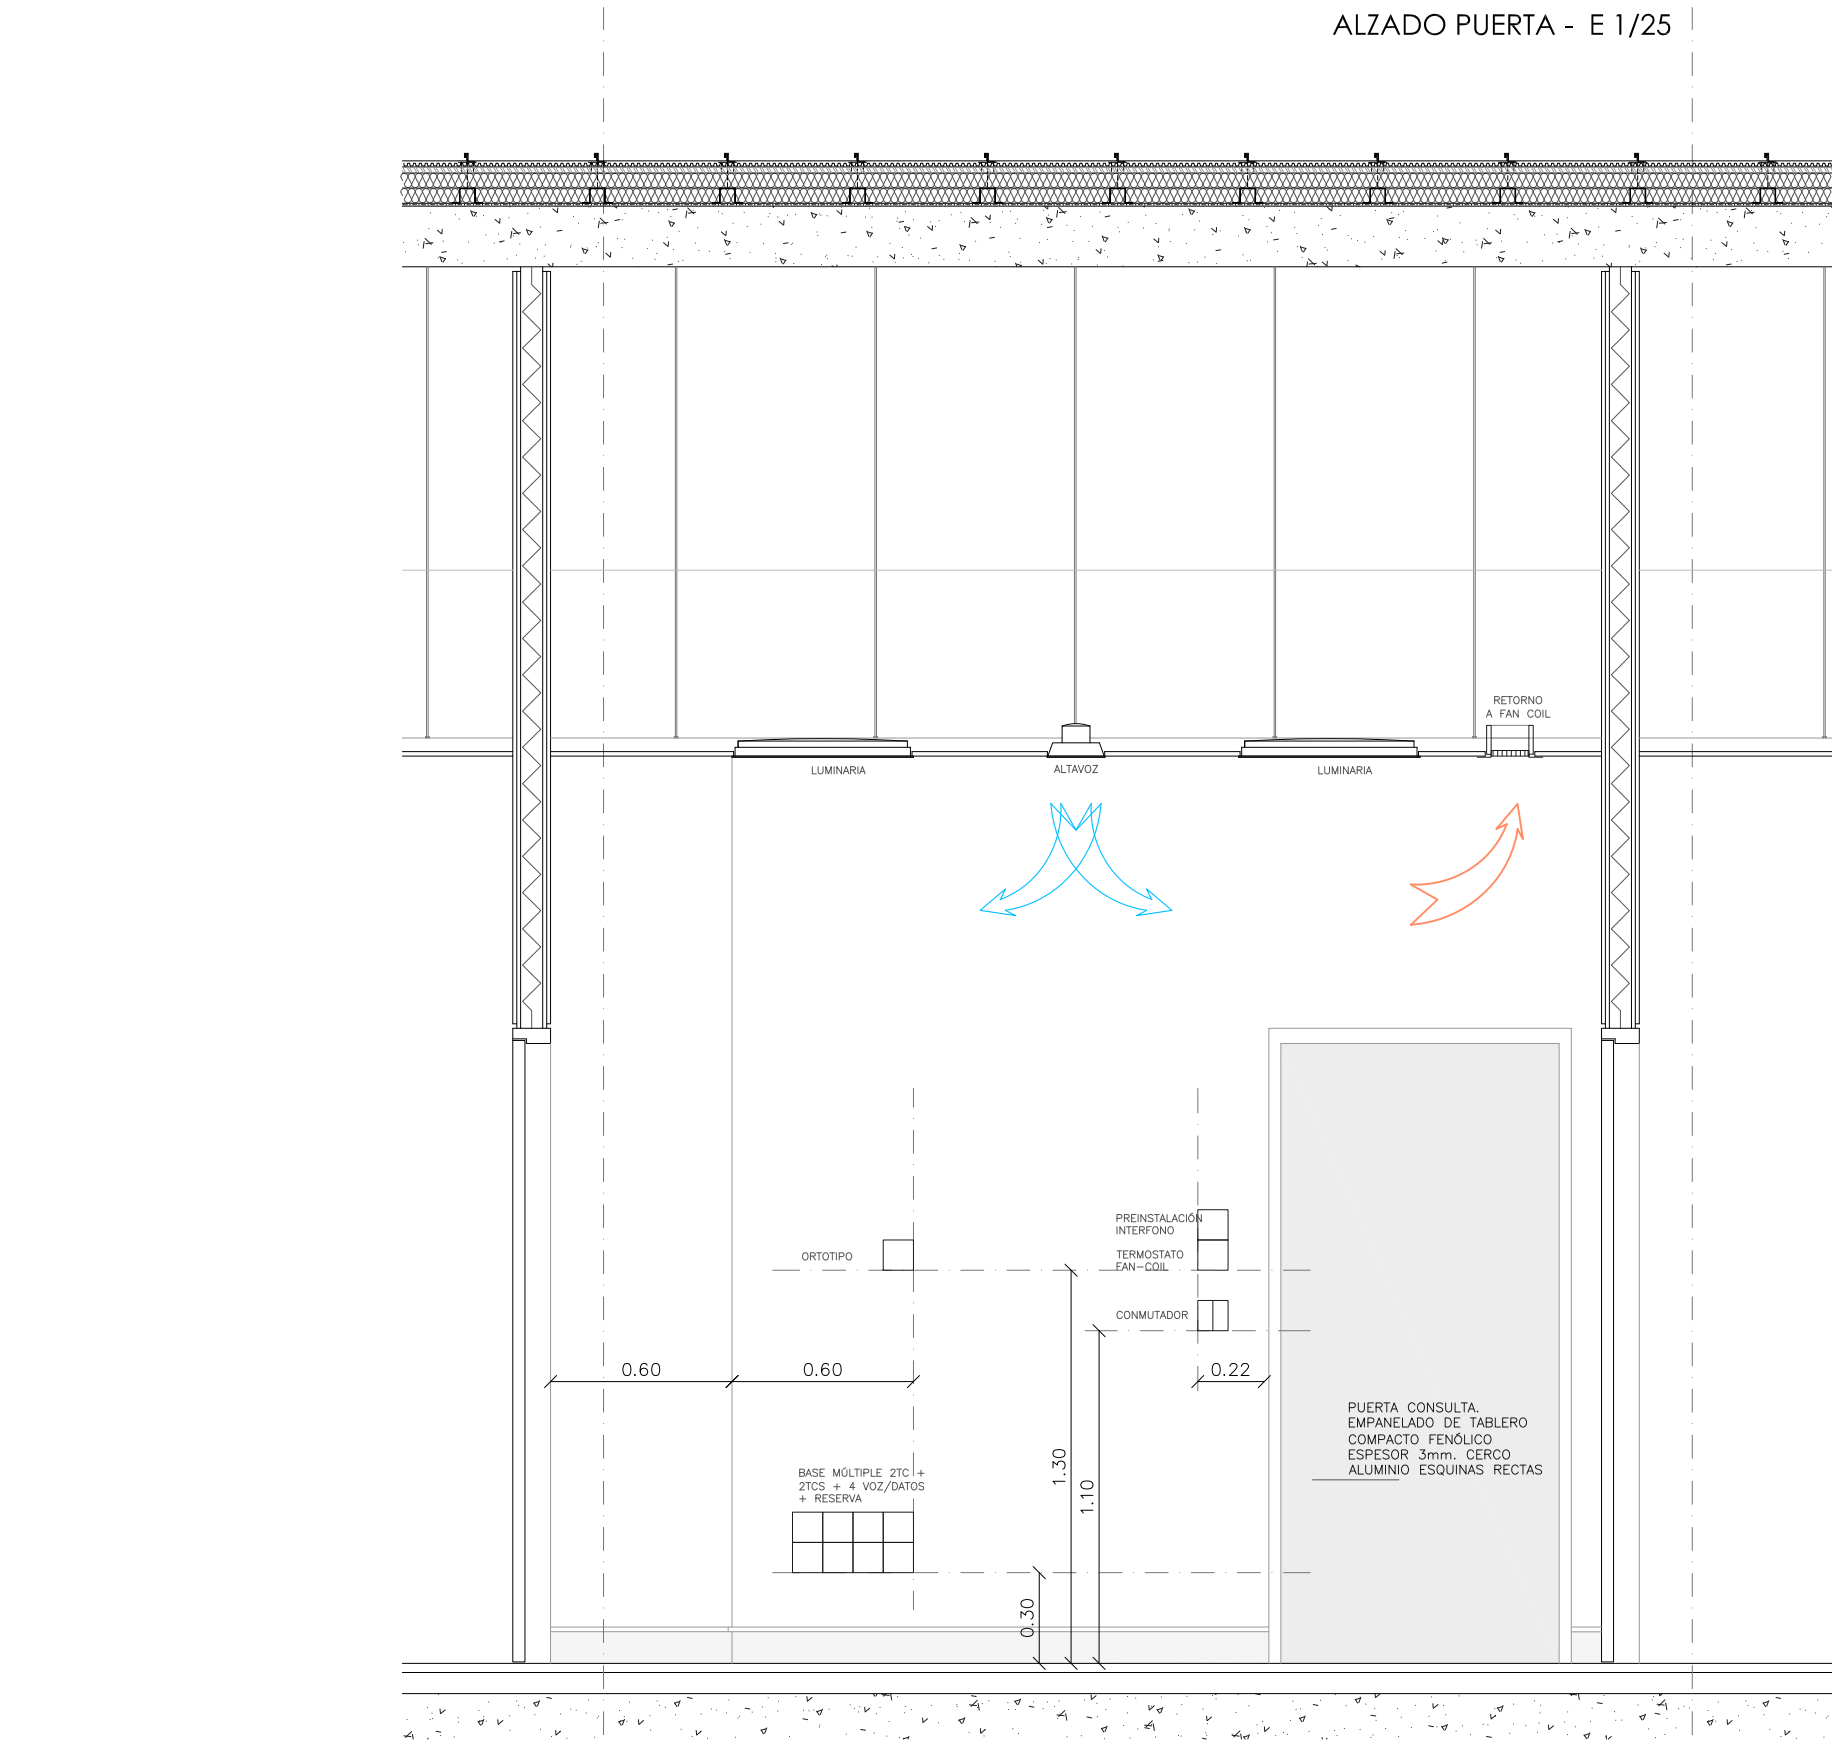 ALZADO PUERTA - E 1/25
RETORNO
A FAN COIL
LUMINARIA
ALTAVOZ
LUMINARIA
PREINSTALACIÓN
INTERFONO
ORTOTIPO
TERMOSTATO
FAN-COIL
CONMUTADOR
0.60
0.60
0.22
PUERTA CONSULTA.
EMPANELADO DE TABLERO
COMPACTO FENÓLICO
ESPESOR 3mm. CERCO
ALUMINIO ESQUINAS RECTAS
1.30
1.10
BASE MÚLTIPLE 2TC +
2TCS + 4 VOZ/DATOS
+ RESERVA
0.30